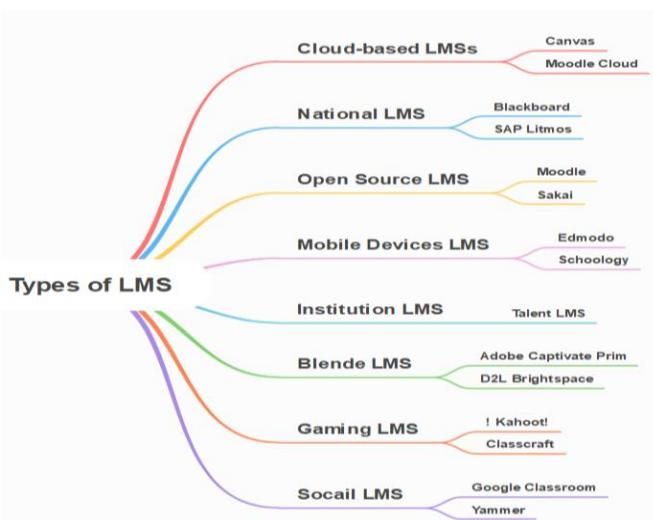 Types of LMS
Cloud-based LMSs
Canvas
Moodle Cloud
National LMS
Blackboard
SAP Litmos
Open Source LMS
Moodle
Sakai
Mobile Devices LMS
Edmodo
Schoology
Institution LMS
Talent LMS
Blende LMS
Adobe Captivate Prim
D2L Brightspace
Gaming LMS
! Kahoot!
Classcraft
Socail LMS
Google Classroom
Yammer